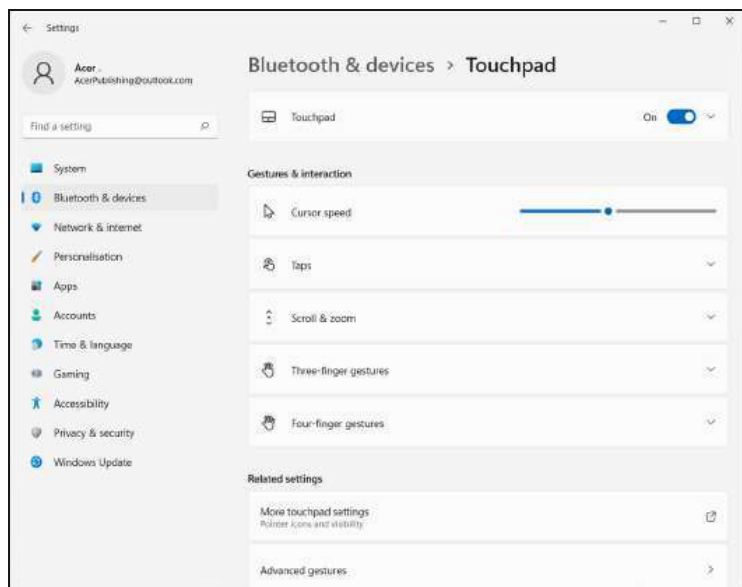 Settings
Acer .
AcerPublishing@outlook.com
Find a setting
System
Bluetooth & devices
Network & internet
Personalisation
Apps
Accounts
Time & language
Gaming
Accessibility
Privacy & security
Windows Update
Bluetooth & devices > Touchpad
Touchpad
On
Gestures & interaction
Cursor speed
Taps
Scroll & zoom
Three-finger gestures
Four-finger gestures
Related settings
More touchpad settings
Pointer icons and visibility
Advanced gestures